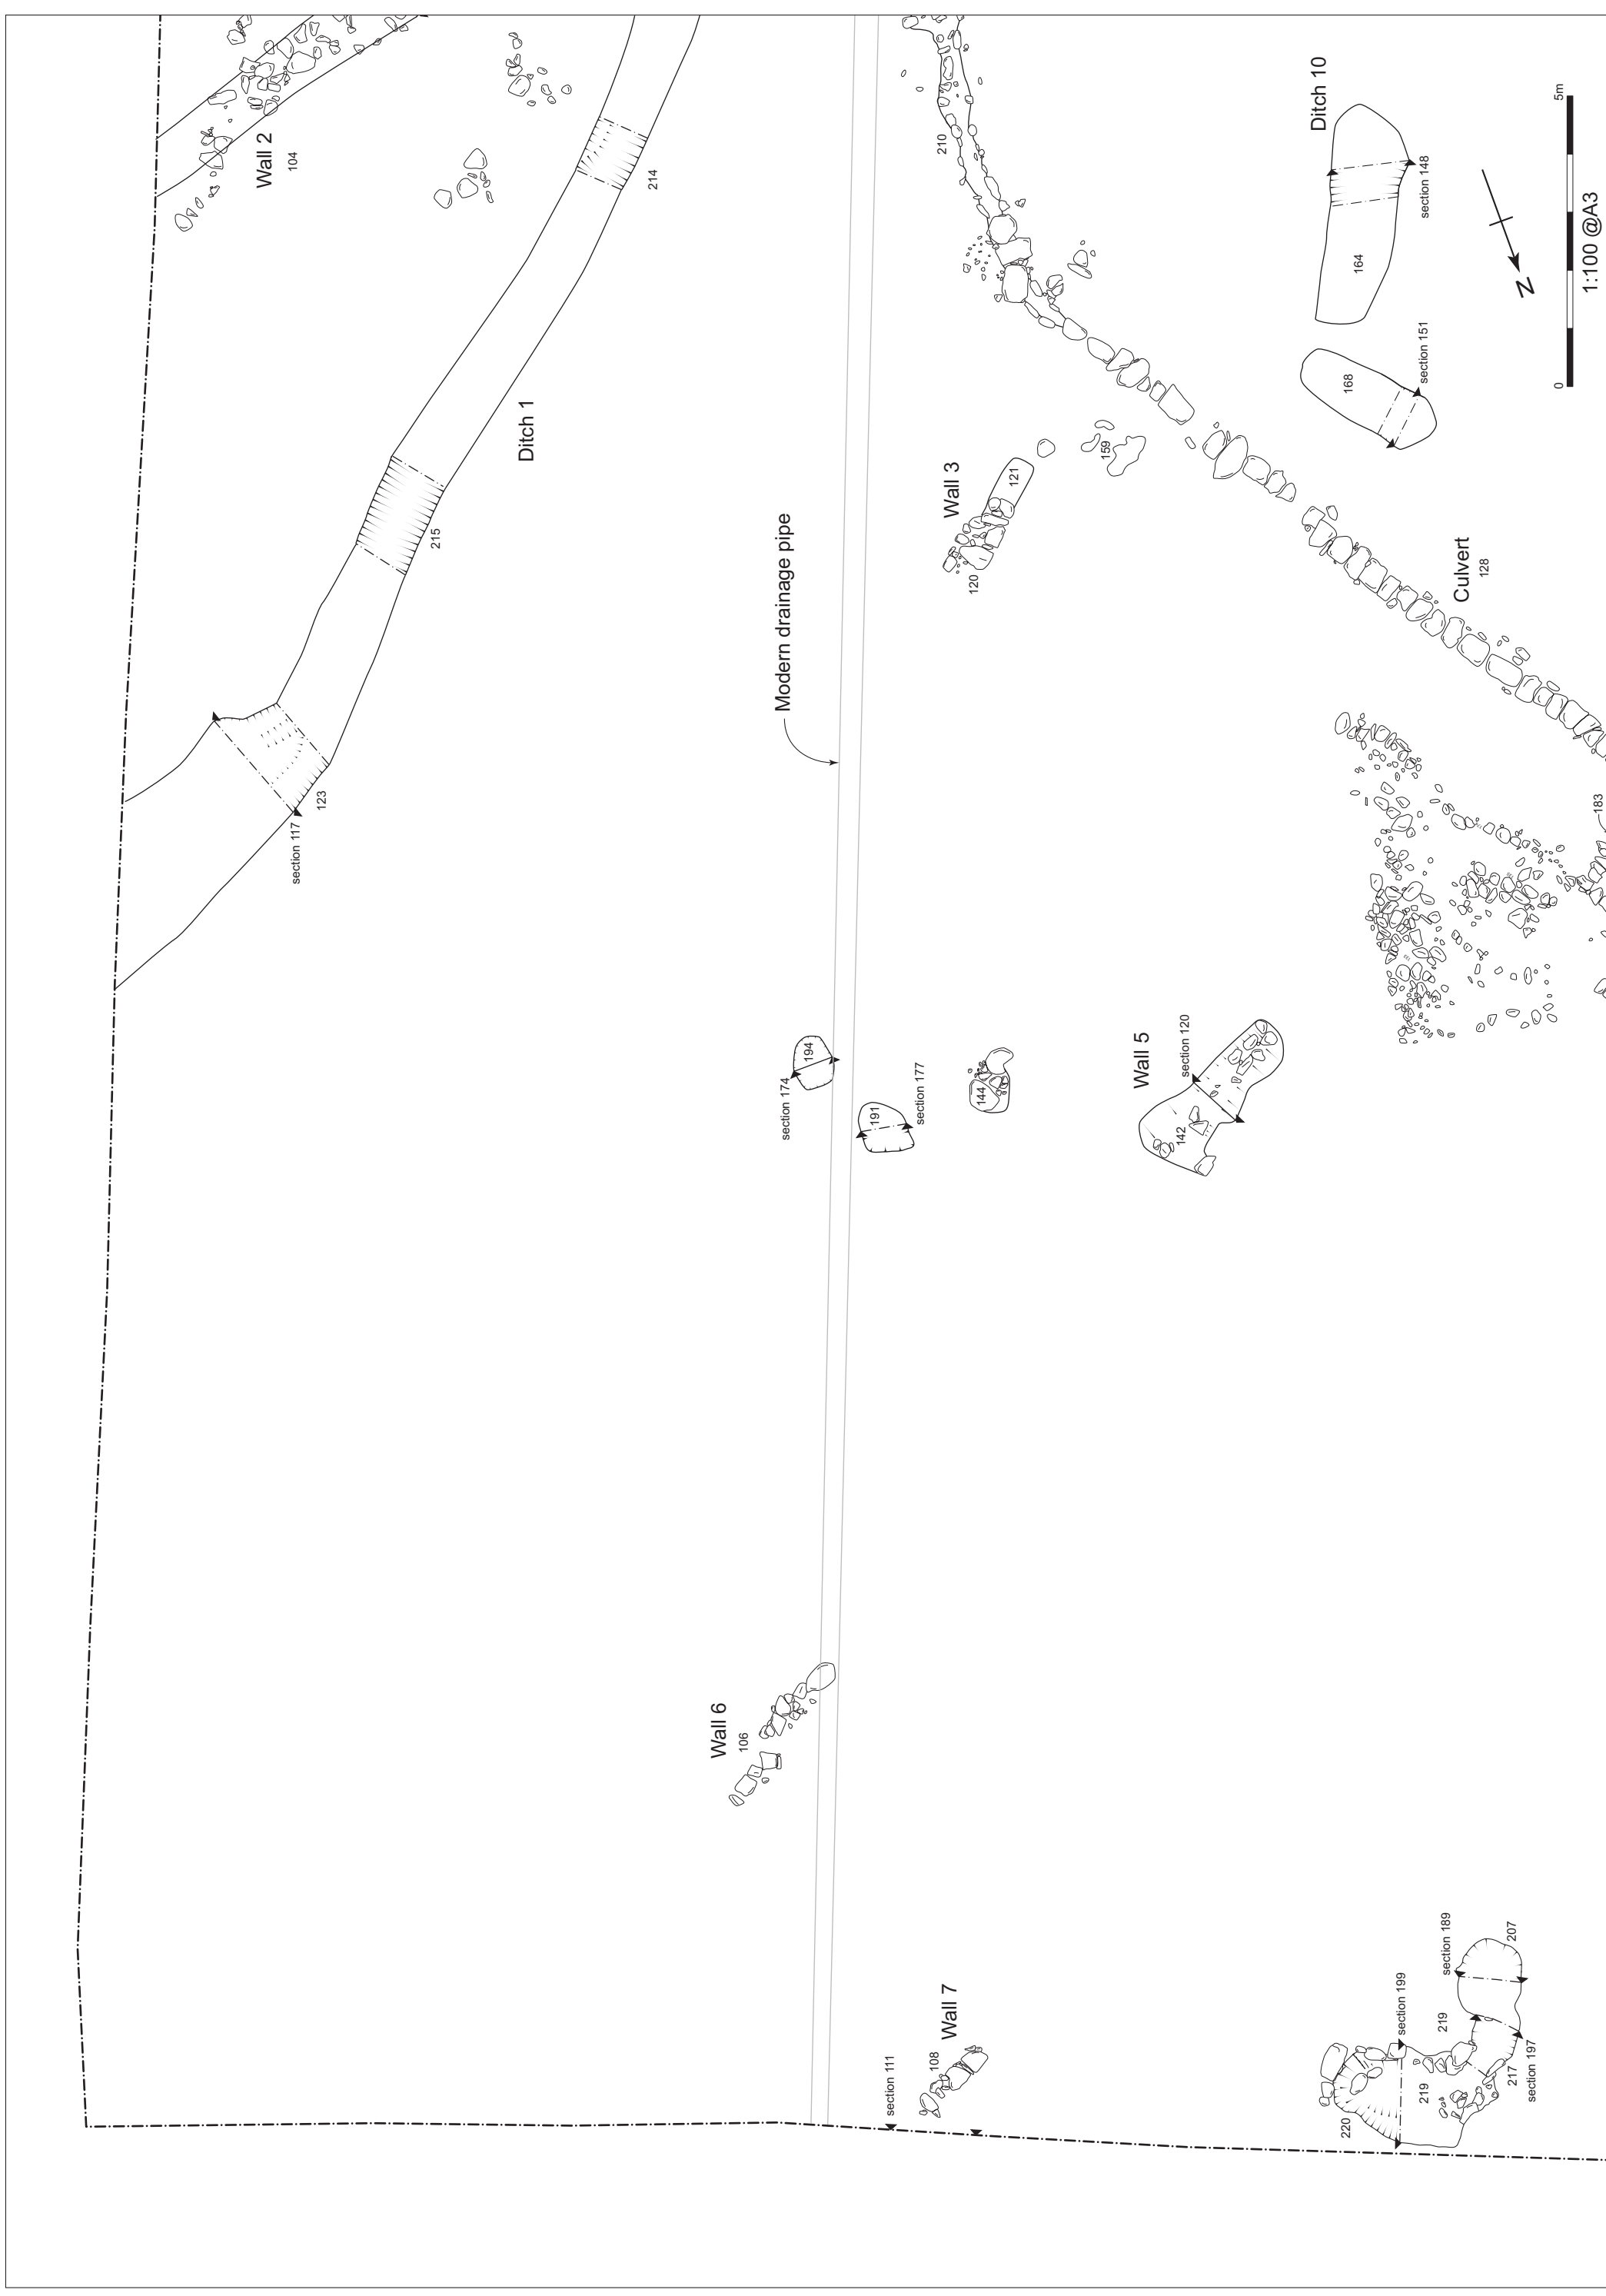 Wall 2
104
214
Ditch 1
215
123
section 117
Modern drainage pipe
210
Wall 3
120
121
159
Culvert
128
Ditch 10
section 148
164
168
section 151
N
0
5m
1:100 @A3
183
section 174
194
191
section 177
144
Wall 5
section 120
142
Wall 6
106
Wall 7
108
section 111
section 199
220
219
219
section 189
207
217
section 197